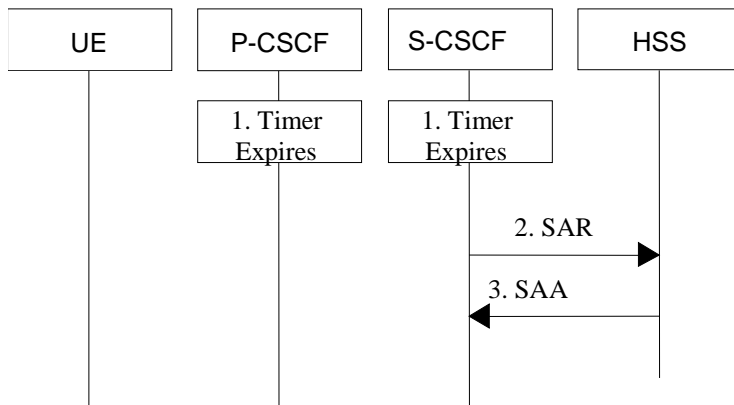 UE
P-CSCF
S-CSCF
HSS
1. Timer
Expires
1. Timer
Expires
2. SAR
3. SAA